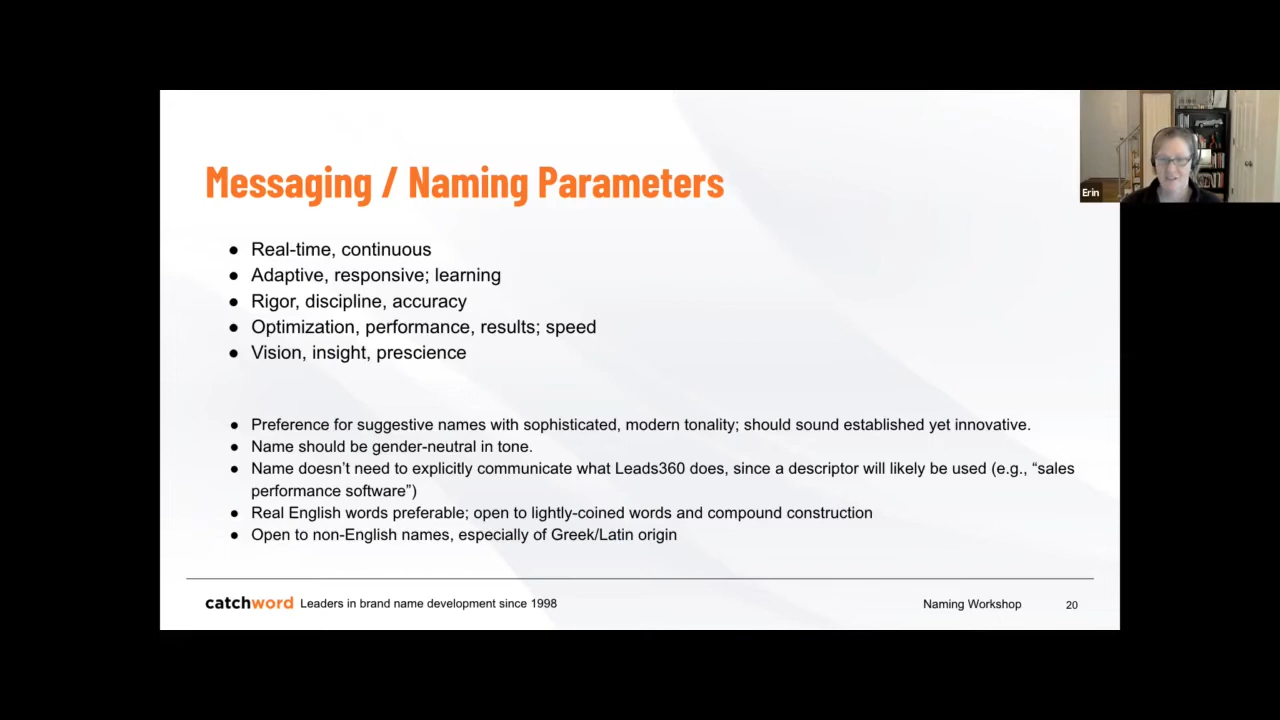 Messaging / Naming Parameters
● Real-time, continuous
● Adaptive, responsive; learning
● Rigor, discipline, accuracy
● Optimization, performance, results; speed
● Vision, insight, prescience
● Preference for suggestive names with sophisticated, modern tonality; should sound established yet innovative.
● Name should be gender-neutral in tone.
● Name doesn’t need to explicitly communicate what Leads360 does, since a descriptor will likely be used (e.g., “sales
performance software”)
● Real English words preferable; open to lightly-coined words and compound construction
● Open to non-English names, especially of Greek/Latin origin
catchword Leaders in brand name development since 1998
Naming Workshop 20
Erin